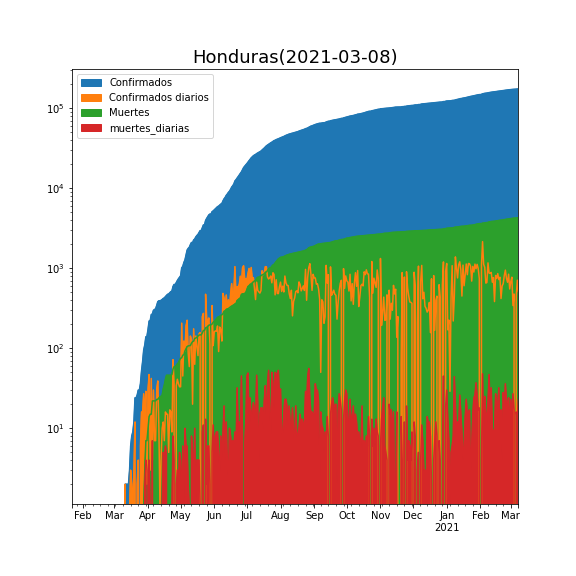 Honduras(2021-03-08)
Confirmados
Confirmados diarios
Muertes
muertes_diarias
10^5
10^4
10^3
10^2
10^1
Feb Mar Apr May Jun Jul Aug Sep Oct Nov Dec Jan Feb Mar
2021